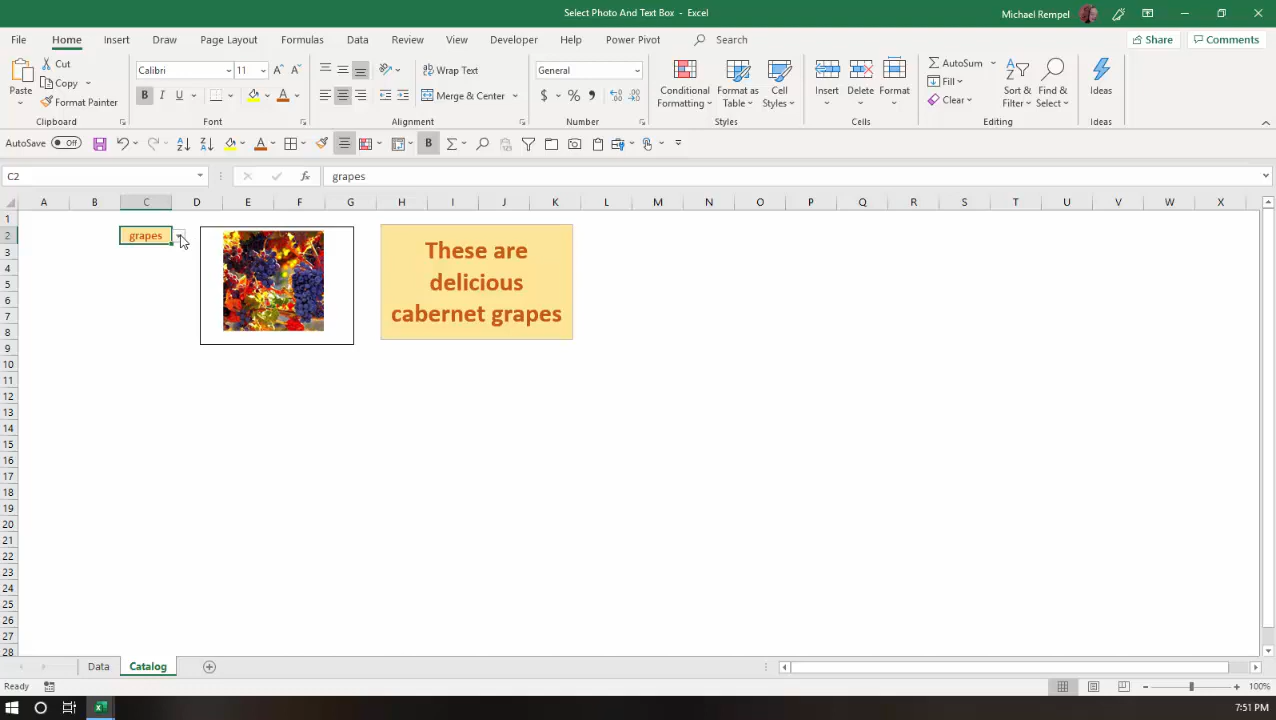 Select Photo And Text Box - Excel
Michael Rempel
File Home Insert Draw Page Layout Formulas Data Review View Developer Help Power Pivot Search Share Comments
Paste
Cut
Copy
Format Painter
Clipboard
Calibri 11
B I U
Font
Wrap Text
Merge & Center
Alignment
General
$ % ,
Number
Conditional Formatting
Format as Table
Cell Styles
Styles
Insert Delete Format
Cells
AutoSum
Fill
Clear
Sort & Filter
Find & Select
Editing
Ideas
Ideas
AutoSave Off
B
C2 fx grapes
A B C D E F G H I J K L M N O P Q R S T U V W X
1
2 grapes
3
4
5
6
7
8
9
10
11
12
13
14
15
16
17
18
19
20
21
22
23
24
25
26
27
28
These are
delicious
cabernet grapes
Data Catalog
Ready 100%
7:51 PM